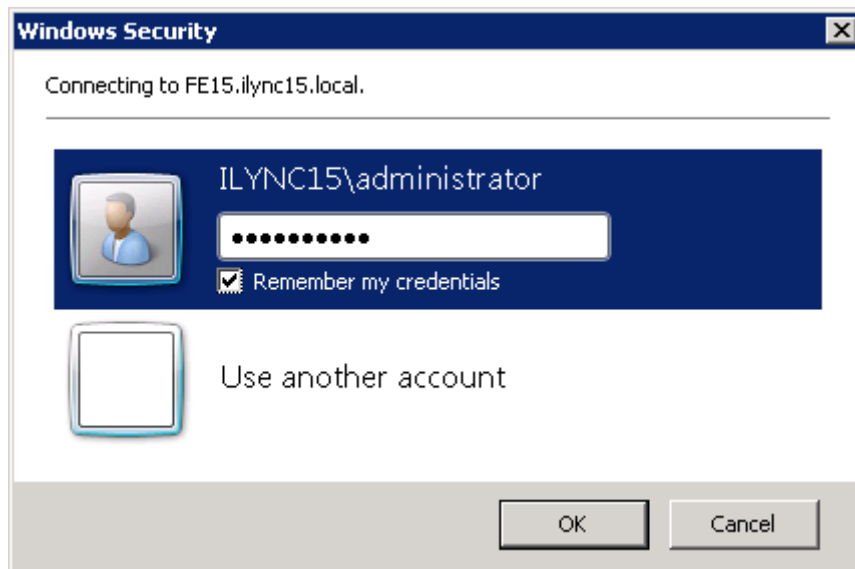 Windows Security
Connecting to FE15.ilync15.local.
ILYNC15\administrator
●●●●●●●●●●
Remember my credentials
Use another account
OK
Cancel